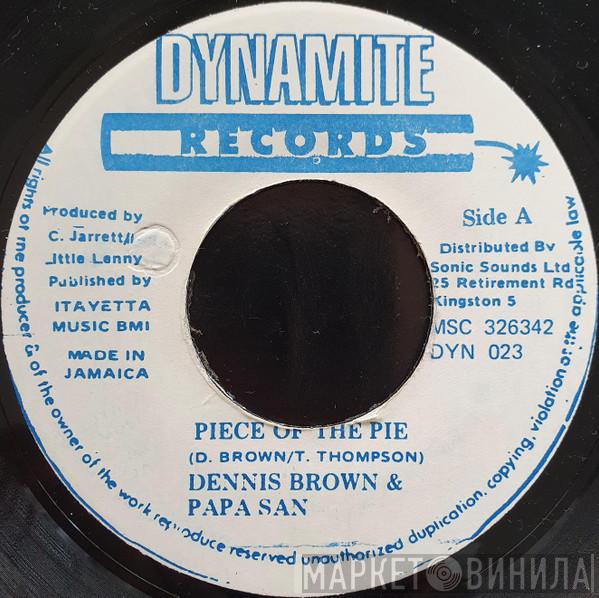 DYNAMITE
RECORDS
Produced by
C. Jarrett/
Little Lenny
Published by
ITAYETTA
MUSIC BMI
MADE IN
JAMAICA
Side A
Distributed By
Sonic Sounds Ltd
25 Retirement Rd
Kingston 5
MSC 326342
DYN 023
PIECE OF THE PIE
(D. BROWN/T. THOMPSON)
DENNIS BROWN &
PAPA SAN
All rights of the producer & of the owner of the work reproduce reserved unauthorized duplication, copying, violation of the applicable law
МАРКЕТ ВИНИЛА